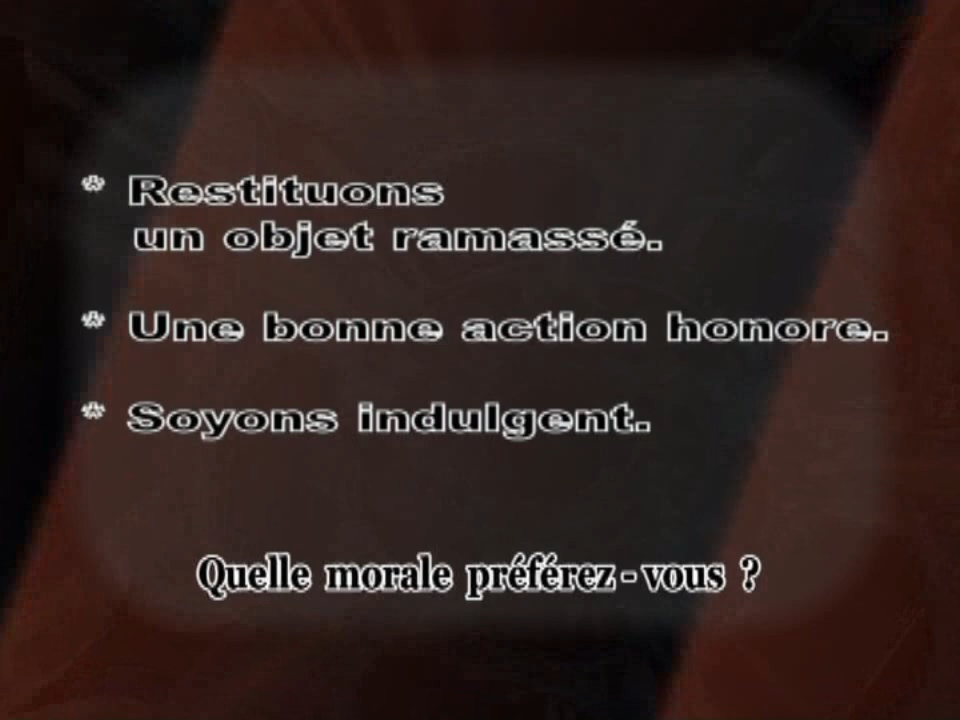 * Restituons
un objet ramassé.
* Une bonne action honore.
* Soyons indulgent.
Quelle morale préférez-vous ?